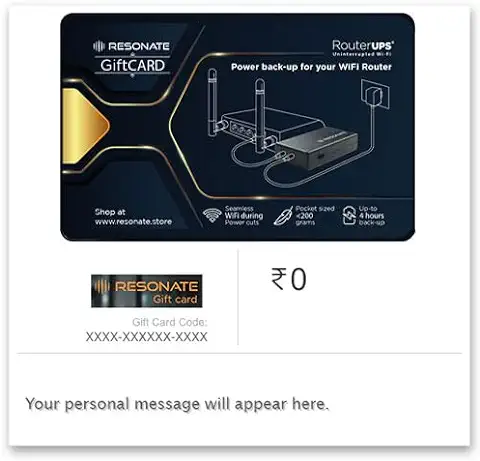 RESONATE
GiftCARD
RouterUPS®
Uninterrupted Wi-Fi
Power back-up for your WiFi Router
RESONATE
Shop at
www.resonate.store
Seamless
WiFi during
Power cuts
Pocket sized
<200
grams
Up-to
4 hours
back-up
RESONATE
Gift card
₹0
Gift Card Code:
XXXX-XXXXXX-XXXX
Your personal message will appear here.